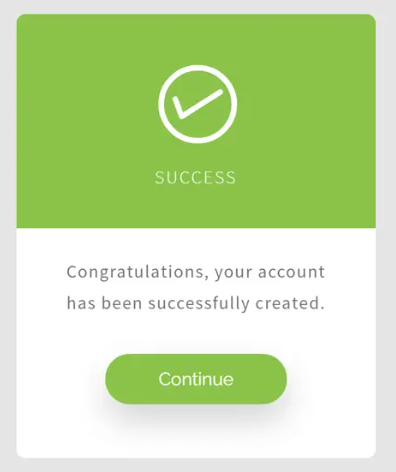 SUCCESS
Congratulations, your account
has been successfully created.
Continue